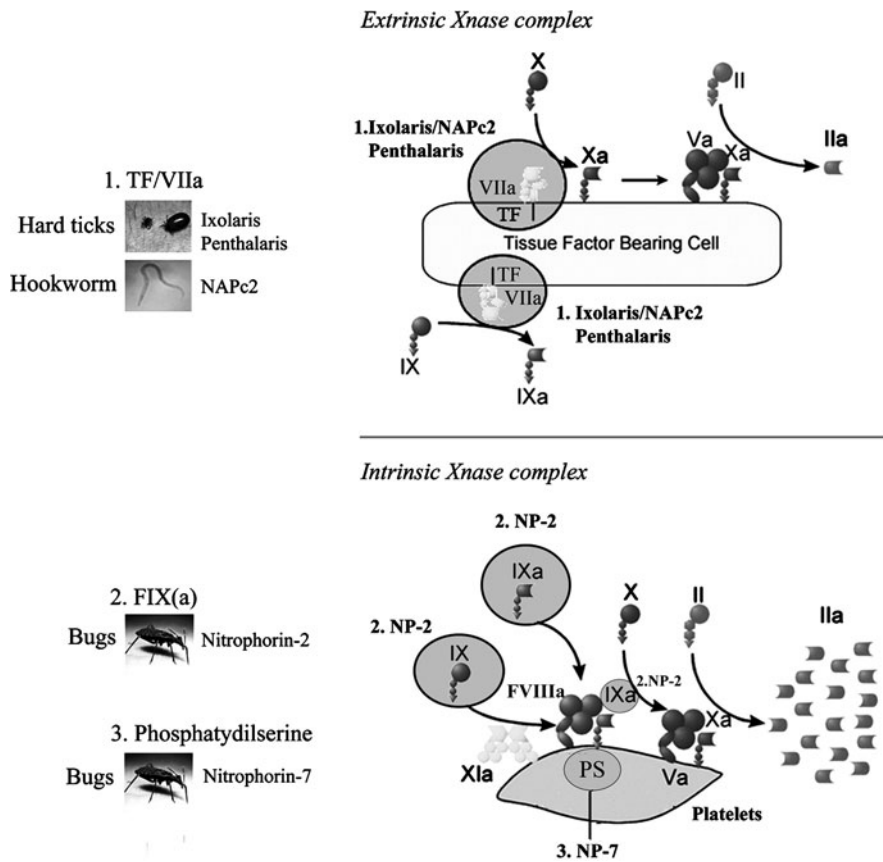 Extrinsic Xnase complex
X
II
1.Ixolaris/NAPc2
Penthalaris
Xa
Va
Xa
IIa
VIIa
TF
Tissue Factor Bearing Cell
TF
VIIa
1. Ixolaris/NAPc2
Penthalaris
IX
IXa
1. TF/VIIa
Hard ticks
Ixolaris
Penthalaris
Hookworm
NAPc2
Intrinsic Xnase complex
2. NP-2
IXa
X
II
IIa
2. NP-2
IX
FVIIIa
IXa
2.NP-2
Xa
XIa
PS
Va
Platelets
3. NP-7
2. FIX(a)
Bugs
Nitrophorin-2
3. Phosphatydilserine
Bugs
Nitrophorin-7